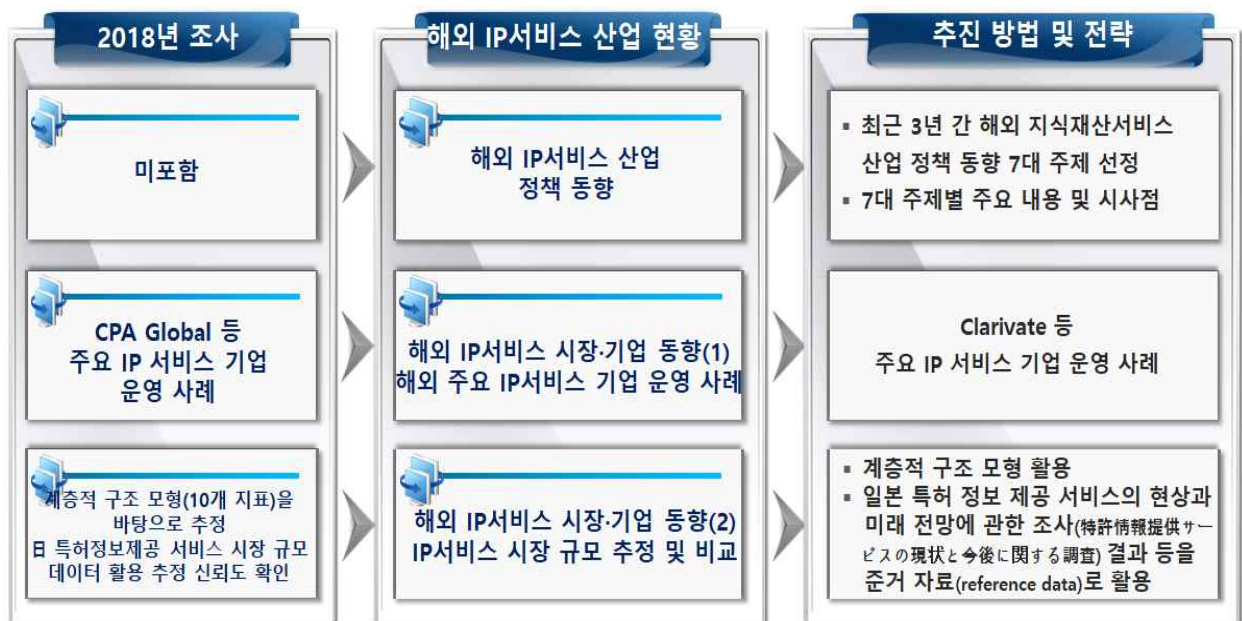 2018년 조사
해외 IP서비스 산업 현황
추진 방법 및 전략
미포함
해외 IP서비스 산업
정책 동향
▪ 최근 3년 간 해외 지식재산서비스
산업 정책 동향 7대 주제 선정
▪ 7대 주제별 주요 내용 및 시사점
CPA Global 등
주요 IP 서비스 기업
운영 사례
해외 IP서비스 시장·기업 동향(1)
해외 주요 IP서비스 기업 운영 사례
Clarivate 등
주요 IP 서비스 기업 운영 사례
계층적 구조 모형(10개 지표)을
바탕으로 추정
日 특허정보제공 서비스 시장 규모
데이터 활용 추정 신뢰도 확인
해외 IP서비스 시장·기업 동향(2)
IP서비스 시장 규모 추정 및 비교
▪ 계층적 구조 모형 활용
▪ 일본 특허 정보 제공 서비스의 현상과
미래 전망에 관한 조사(特許情報提供サー
ビスの現状と今後に関する調査) 결과 등을
준거 자료(reference data)로 활용